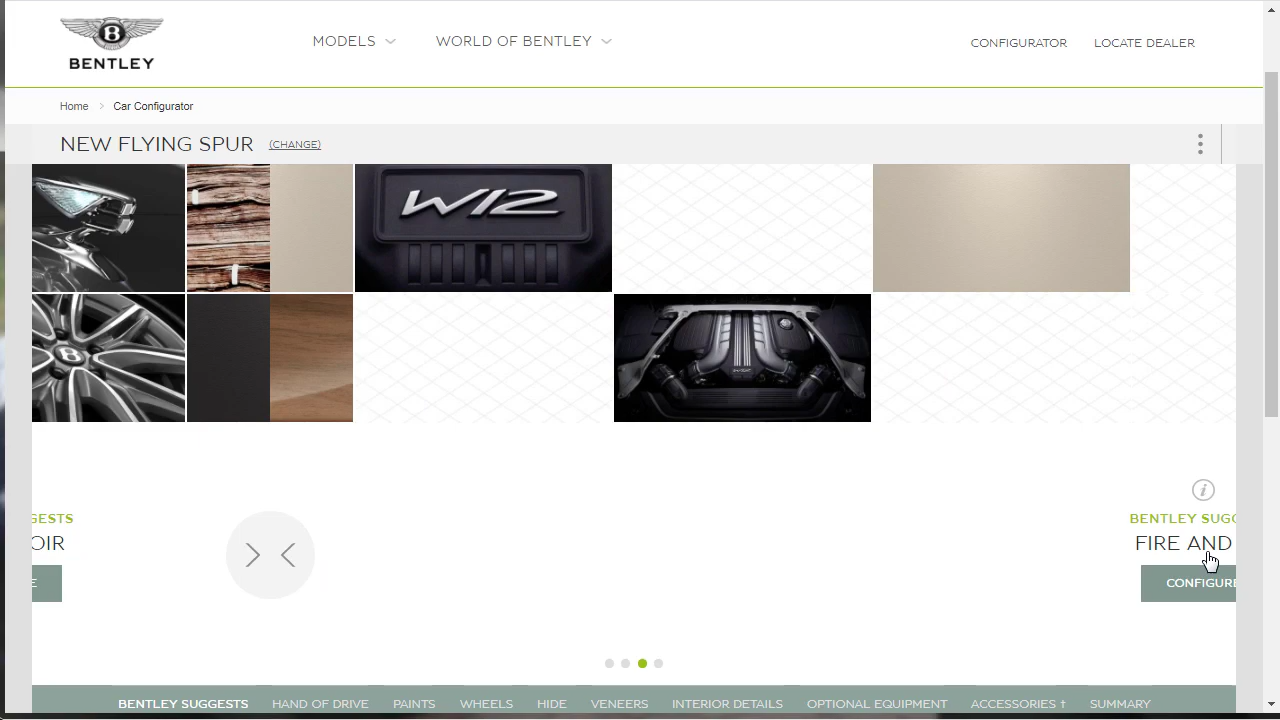 BENTLEY
MODELS
WORLD OF BENTLEY
CONFIGURATOR
LOCATE DEALER
Home
Car Configurator
NEW FLYING SPUR
(CHANGE)
W12
GESTS
OIR
E
BENTLEY SUGG
FIRE AND
CONFIGURE
BENTLEY SUGGESTS
HAND OF DRIVE
PAINTS
WHEELS
HIDE
VENEERS
INTERIOR DETAILS
OPTIONAL EQUIPMENT
ACCESSORIES †
SUMMARY